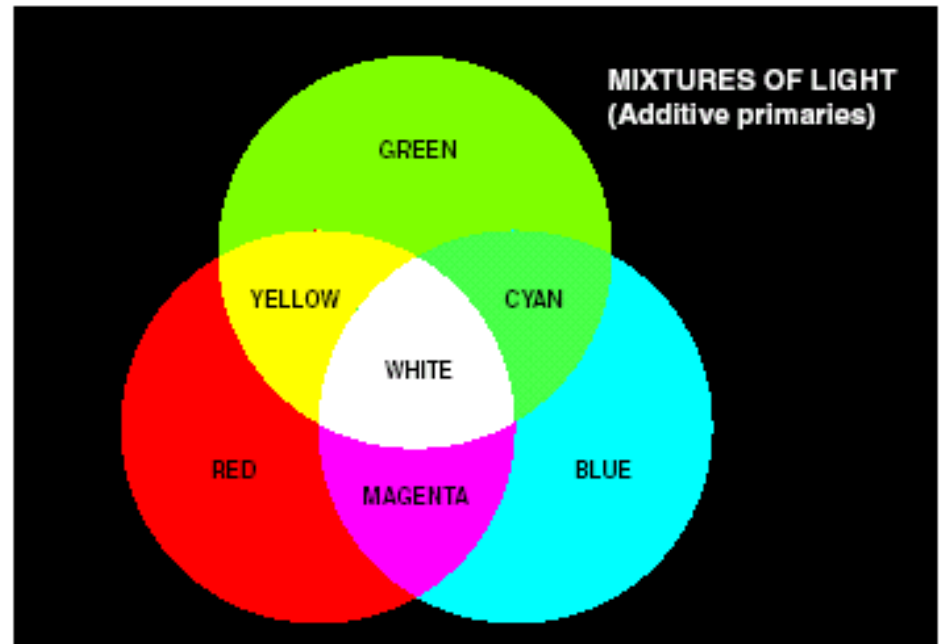 MIXTURES OF LIGHT
(Additive primaries)
GREEN
YELLOW
CYAN
WHITE
RED
BLUE
MAGENTA